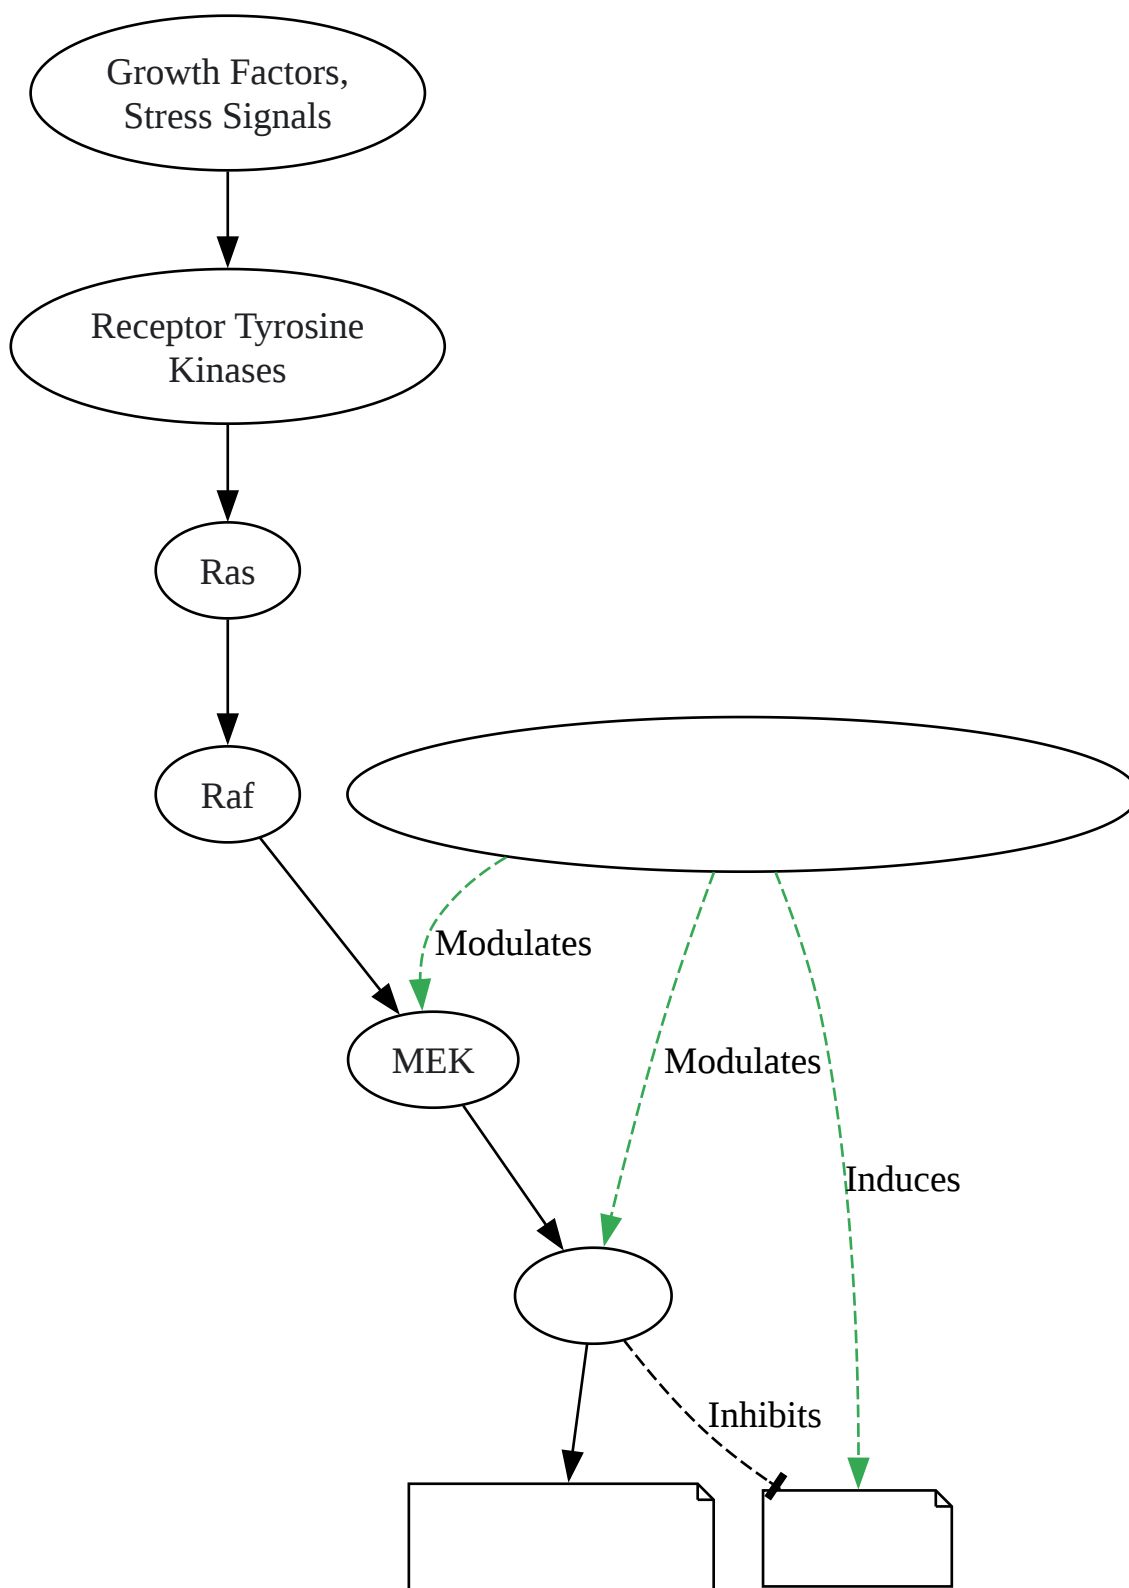 Growth Factors,
Stress Signals
Receptor Tyrosine
Kinases
Ras
Raf
Modulates
MEK
Modulates
Induces
Inhibits